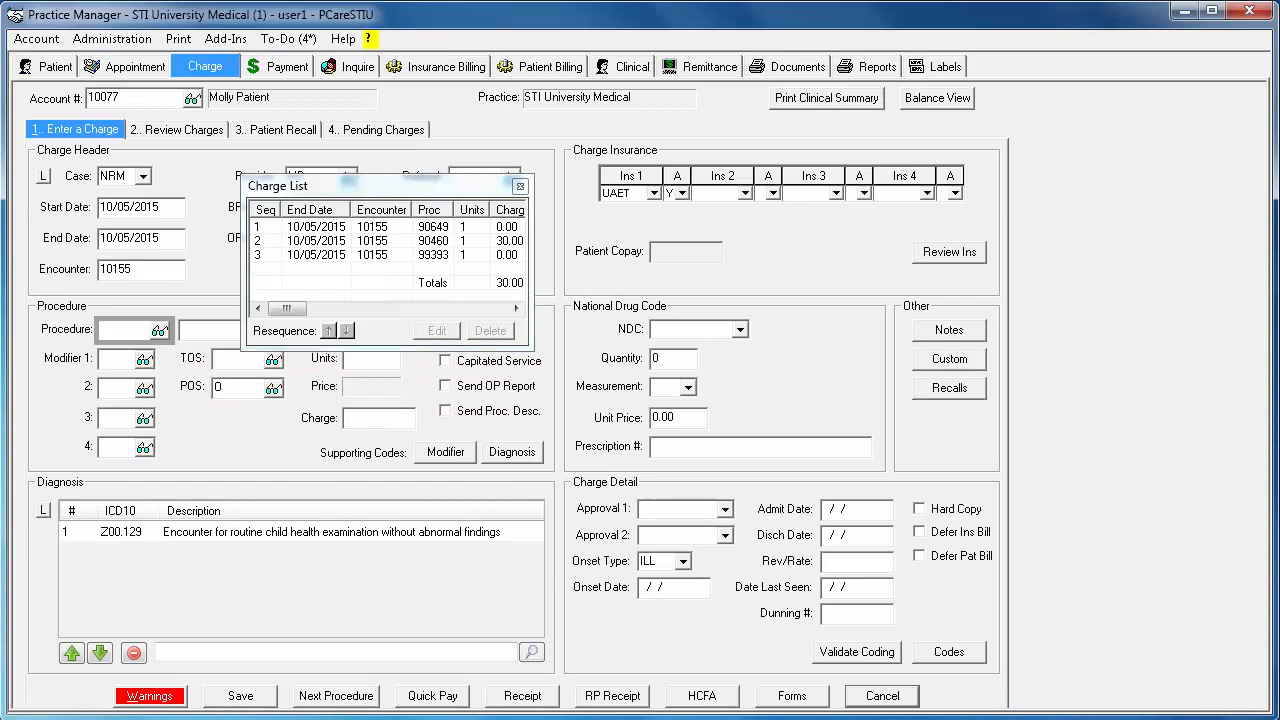 Practice Manager - STI University Medical (1) - user1 - PCareSTIU
Account Administration Print Add-Ins To-Do (4*) Help ?
Patient Appointment Charge Payment Inquire Insurance Billing Patient Billing Clinical Remittance Documents Reports Labels
Account #: 10077 Molly Patient Practice: STI University Medical Print Clinical Summary Balance View
1.. Enter a Charge 2.. Review Charges 3.. Patient Recall 4.. Pending Charges
Charge Header
L Case: NRM
Start Date: 10/05/2015
End Date: 10/05/2015
Encounter: 10155
Charge List
Seq End Date Encounter Proc Units Charg
1 10/05/2015 10155 90649 1 0.00
2 10/05/2015 10155 90460 1 30.00
3 10/05/2015 10155 99393 1 0.00
Totals 30.00
Resequence: Edit Delete
Charge Insurance
Ins 1 A Ins 2 A Ins 3 A Ins 4 A
UAET Y
Patient Copay: Review Ins
Procedure
Procedure:
Modifier 1: TOS: Units: Capitated Service
2: POS: 0 Price: Send OP Report
3: Charge: Send Proc. Desc.
4: Supporting Codes: Modifier Diagnosis
National Drug Code
NDC:
Quantity: 0
Measurement:
Unit Price: 0.00
Prescription #:
Other
Notes
Custom
Recalls
Diagnosis
L # ICD10 Description
1 Z00.129 Encounter for routine child health examination without abnormal findings
Charge Detail
Approval 1: Admit Date: / / Hard Copy
Approval 2: Disch Date: / / Defer Ins Bill
Onset Type: ILL Rev/Rate: Defer Pat Bill
Onset Date: / / Date Last Seen: / /
Dunning #:
Validate Coding Codes
Warnings Save Next Procedure Quick Pay Receipt RP Receipt HCFA Forms Cancel